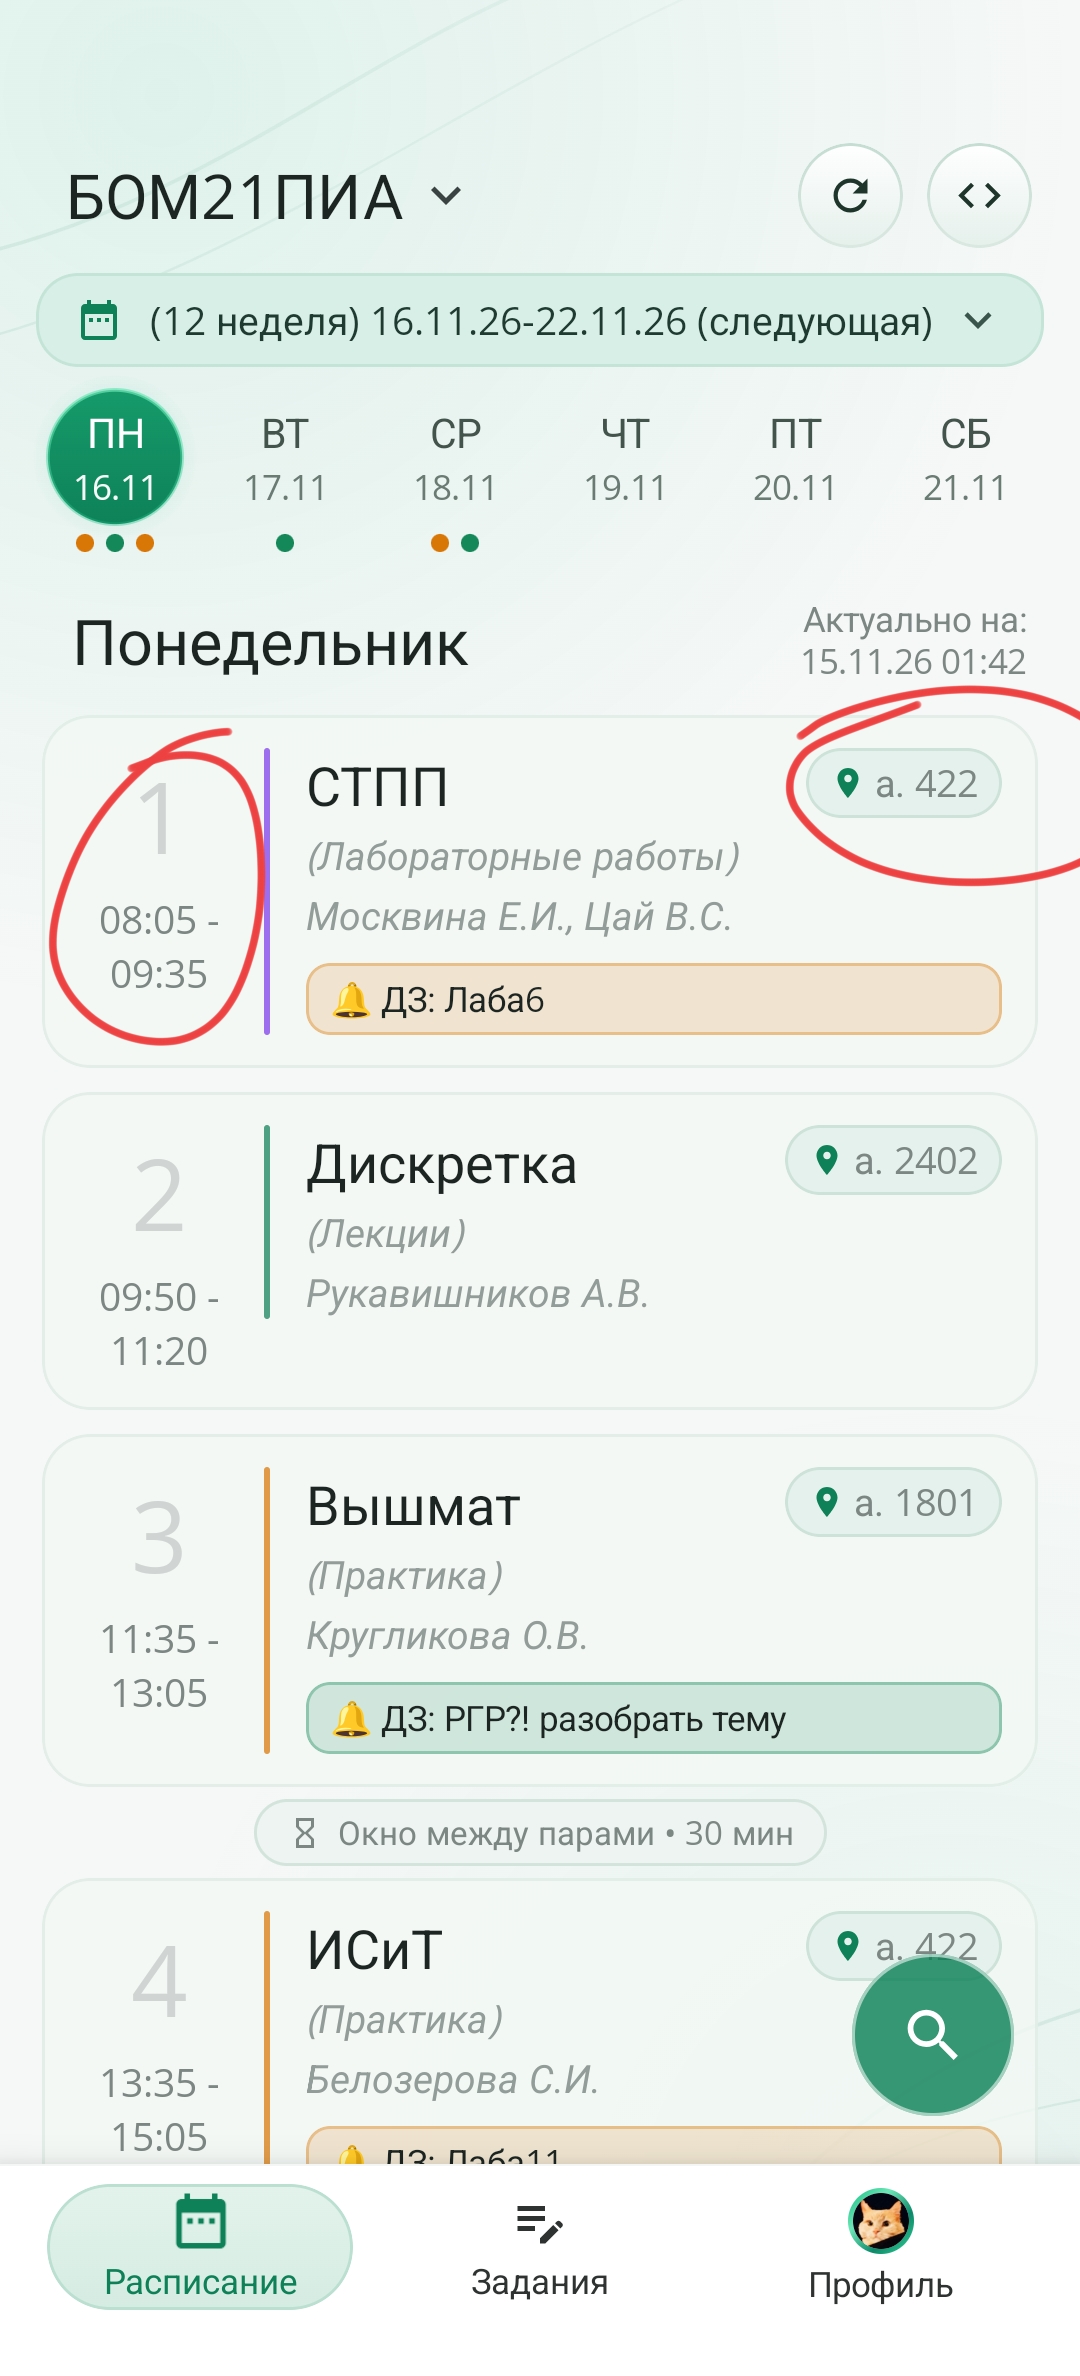 БОМ21ПИА
(12 неделя) 16.11.26-22.11.26 (следующая)
ПН ВТ СР ЧТ ПТ СБ
16.11 17.11 18.11 19.11 20.11 21.11
Понедельник
Актуально на:
15.11.26 01:42
1
08:05 -
09:35
СТПП
а. 422
(Лабораторные работы)
Москвина Е.И., Цай В.С.
ДЗ: Лаба6
2
09:50 -
11:20
Дискретка
а. 2402
(Лекции)
Рукавишников А.В.
3
11:35 -
13:05
Вышмат
а. 1801
(Практика)
Кругликова О.В.
ДЗ: РГР?! разобрать тему
Окно между парами • 30 мин
4
13:35 -
15:05
ИСиТ
а. 422
(Практика)
Белозерова С.И.
ДЗ: Лаба11
Расписание
Задания
Профиль